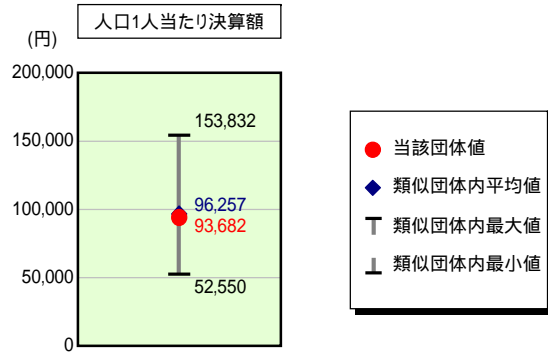 人口1人当たり決算額
(円)
200,000
150,000
100,000
50,000
0
153,832
96,257
93,682
52,550
当該団体値
類似団体内平均値
類似団体内最大値
類似団体内最小値